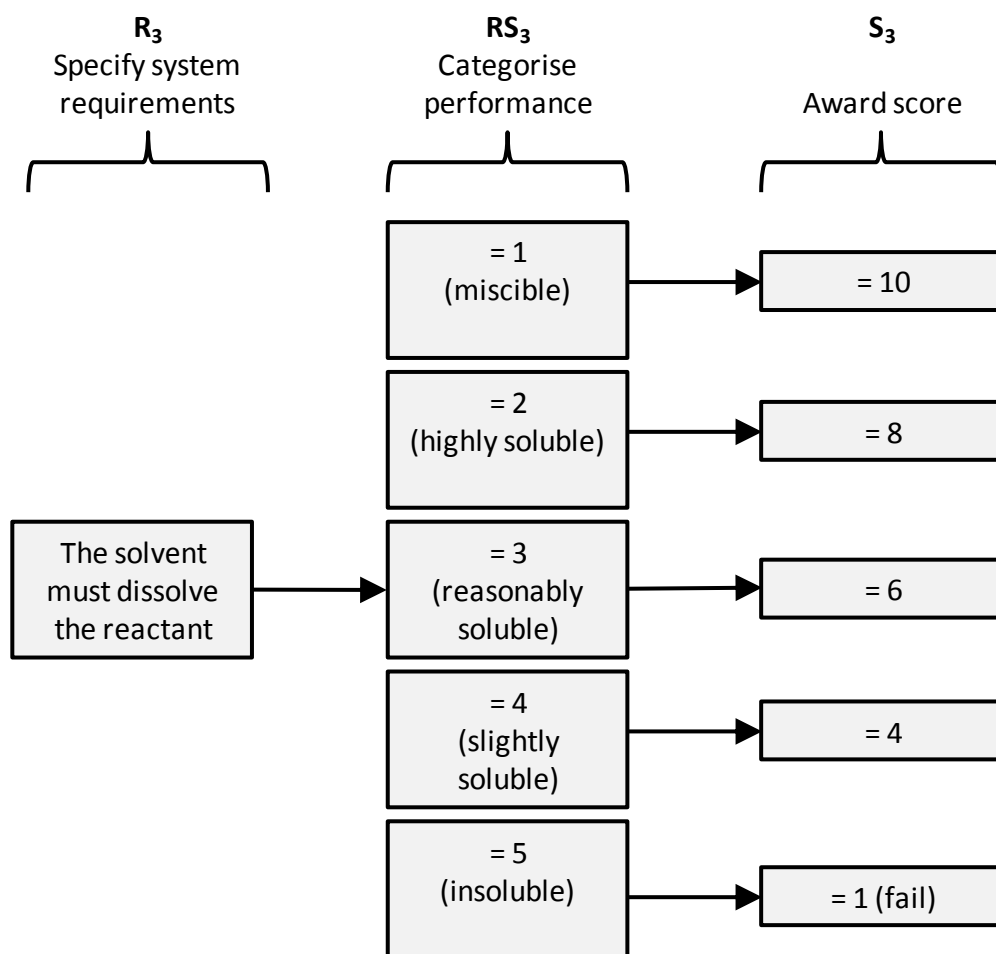 R₃
Specify system
requirements
RS₃
Categorise
performance
S₃
Award score
= 1
(miscible)
= 10
= 2
(highly soluble)
= 8
The solvent
must dissolve
the reactant
= 3
(reasonably
soluble)
= 6
= 4
(slightly
soluble)
= 4
= 5
(insoluble)
= 1 (fail)